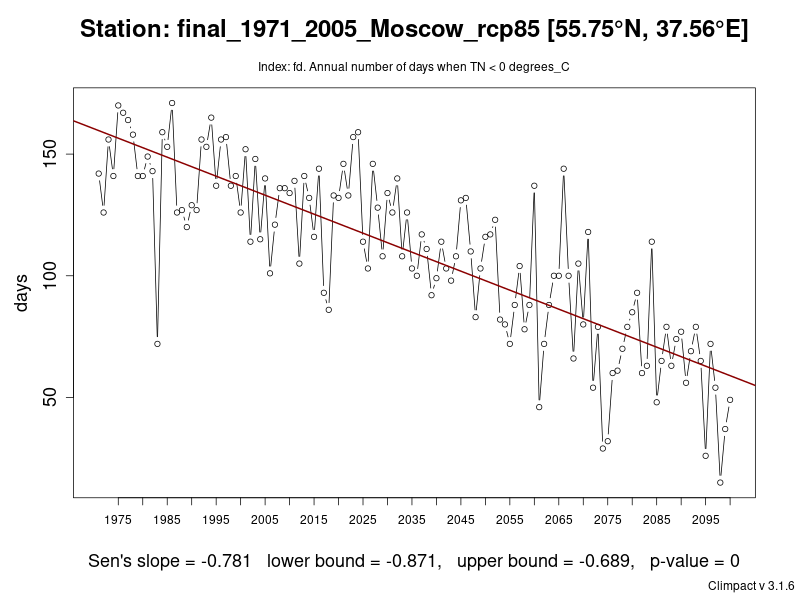 Station: final_1971_2005_Moscow_rcp85 [55.75°N, 37.56°E]
Index: fd. Annual number of days when TN < 0 degrees_C
150
100
50
days
1975 1985 1995 2005 2015 2025 2035 2045 2055 2065 2075 2085 2095
Sen's slope = -0.781 lower bound = -0.871, upper bound = -0.689, p-value = 0
Climpact v 3.1.6